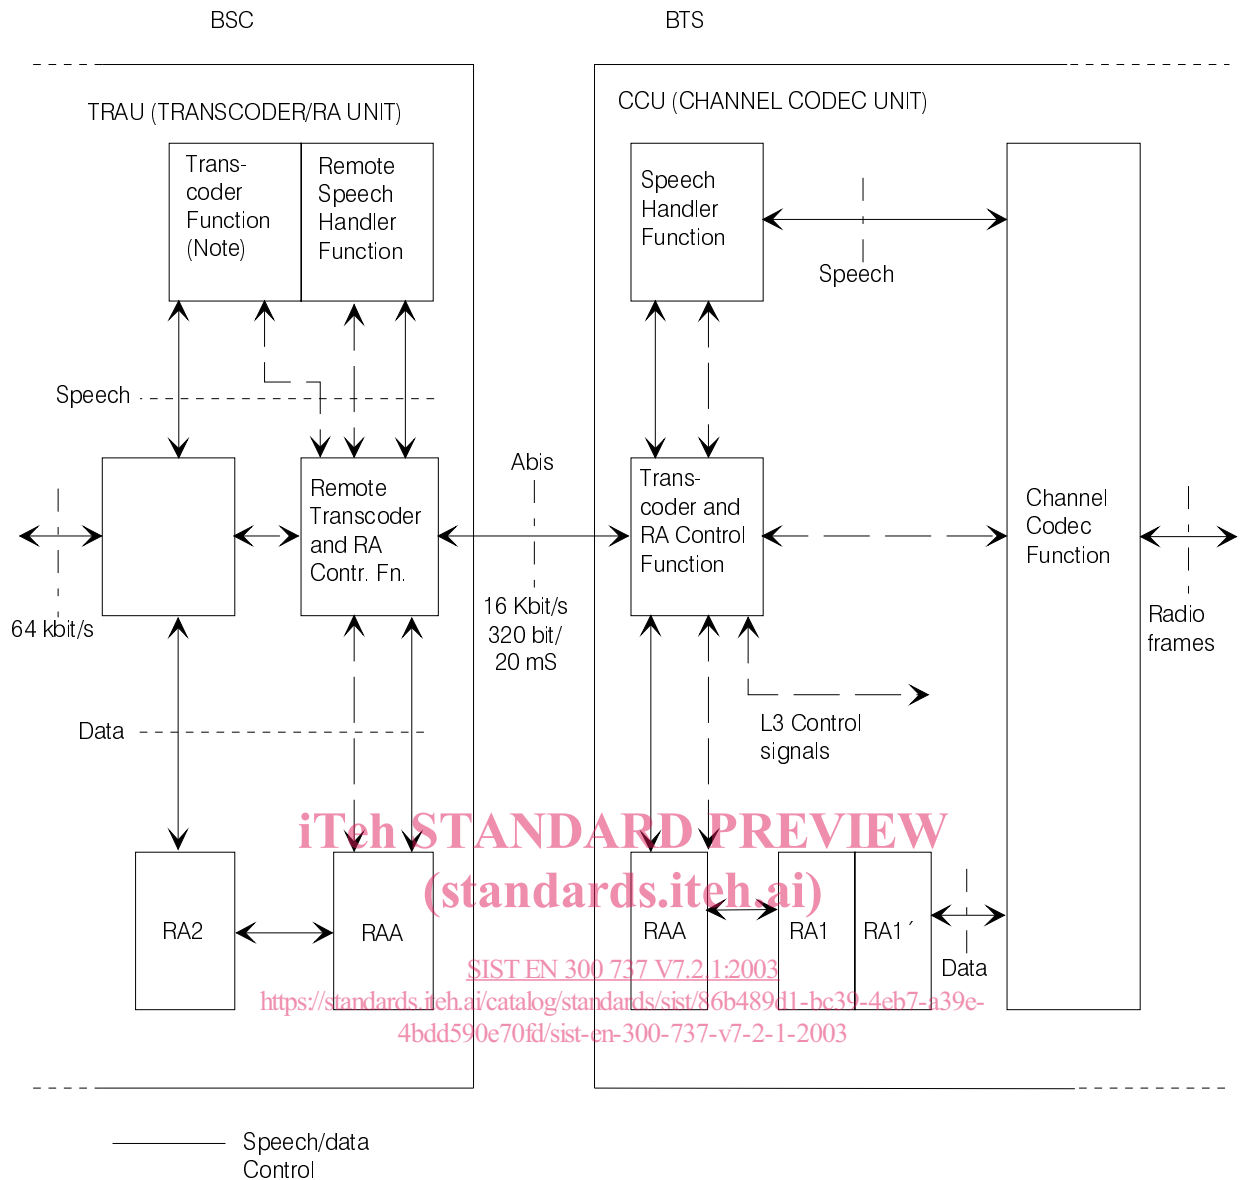 BSC
BTS
TRAU (TRANSCODER/RA UNIT)
CCU (CHANNEL CODEC UNIT)
Trans-
coder
Function
(Note)
Remote
Speech
Handler
Function
Speech
Handler
Function
Speech
Speech
Abis
Remote
Transcoder
and RA
Contr. Fn.
Trans-
coder and
RA Control
Function
Channel
Codec
Function
64 kbit/s
16 Kbit/s
320 bit/
20 mS
Radio
frames
Data
L3 Control
signals
iTeh STANDARD PREVIEW
(standards.iteh.ai)
RA2
RAA
RAA
RA1
RA1´
Data
SIST EN 300 737 V7.2.1:2003
https://standards.iteh.ai/catalog/standards/sist/86b489d1-bc39-4eb7-a39e-
4bdd590e70fd/sist-en-300-737-v7-2-1-2003
Speech/data
Control